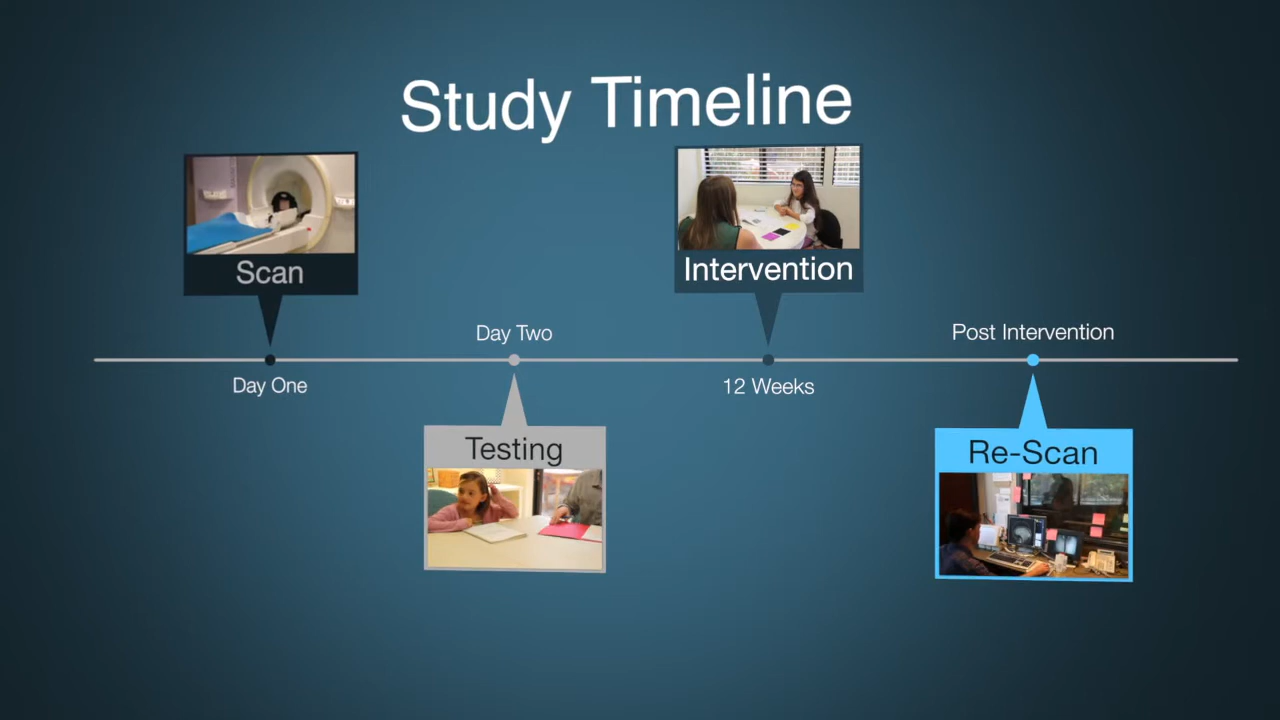 Study Timeline
Scan
Intervention
Day Two
Post Intervention
Day One
12 Weeks
Testing
Re-Scan